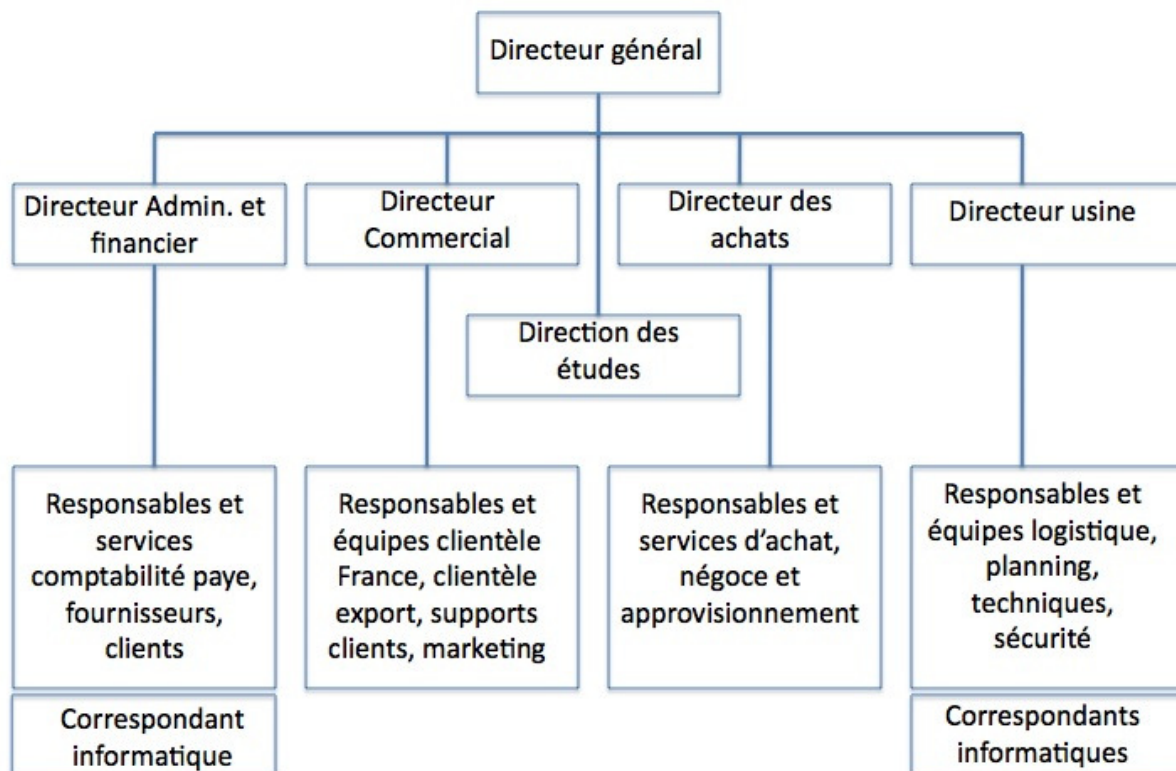 Directeur général
Directeur Admin. et
financier
Directeur
Commercial
Directeur des
achats
Directeur usine
Direction des
études
Responsables et
services
comptabilité paye,
fournisseurs,
clients
Responsables et
équipes clientèle
France, clientèle
export, supports
clients, marketing
Responsables et
services d’achat,
négoce et
approvisionnement
Responsables et
équipes logistique,
planning,
techniques,
sécurité
Correspondant
informatique
Correspondants
informatiques